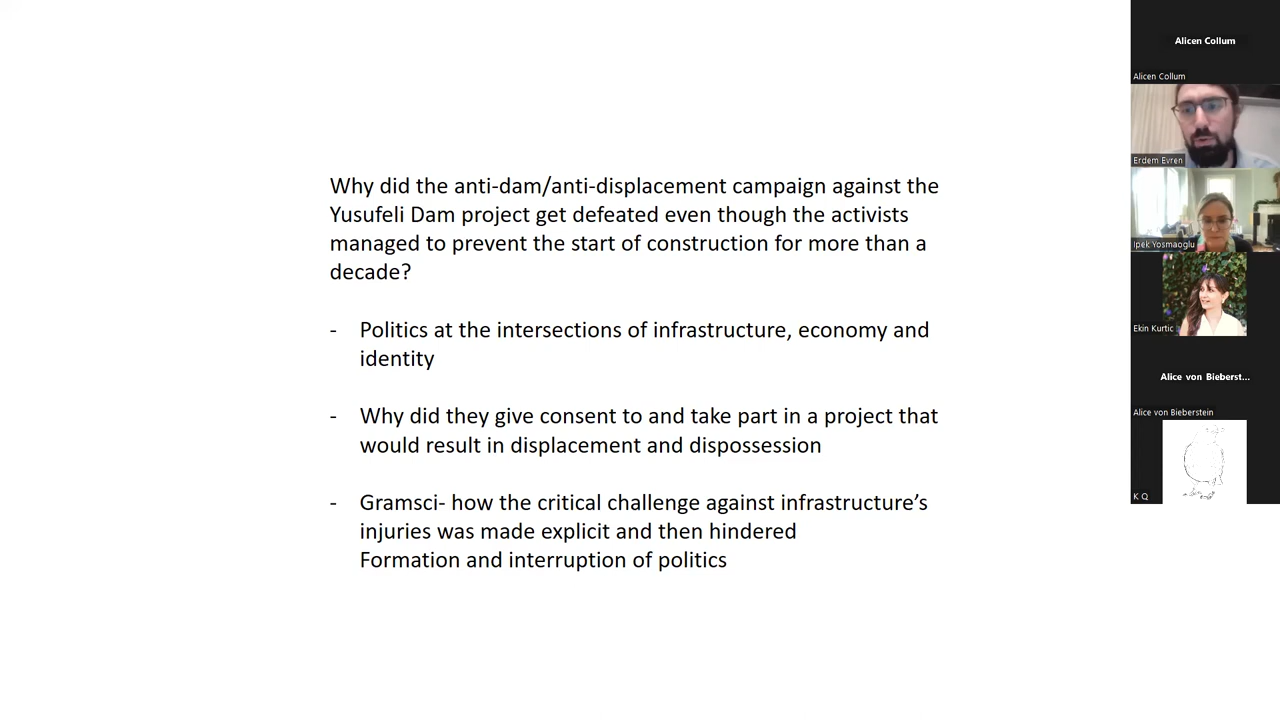 Why did the anti-dam/anti-displacement campaign against the
Yusufeli Dam project get defeated even though the activists
managed to prevent the start of construction for more than a
decade?
- Politics at the intersections of infrastructure, economy and
identity
- Why did they give consent to and take part in a project that
would result in displacement and dispossession
- Gramsci- how the critical challenge against infrastructure’s
injuries was made explicit and then hindered
Formation and interruption of politics
Alicen Collum
Alicen Collum
Erdem Evren
Ipek Yosmaoglu
Ekin Kurtic
Alice von Bieberst...
Alice von Bieberstein
K Q